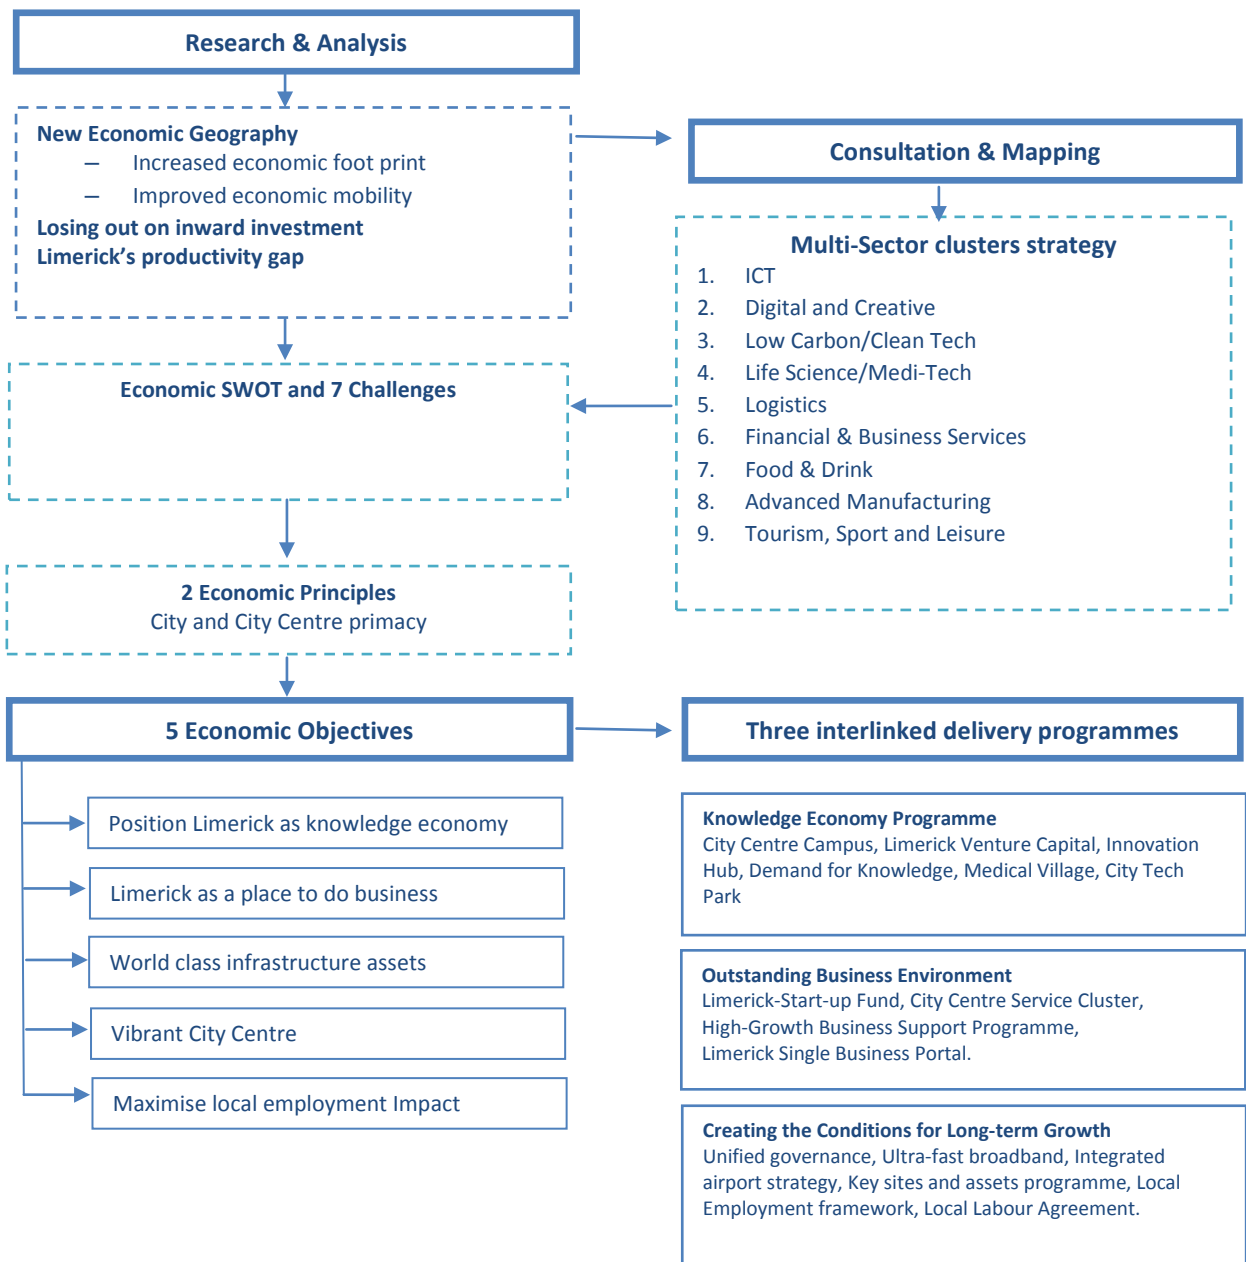 Research & Analysis
New Economic Geography
– Increased economic foot print
– Improved economic mobility
Losing out on inward investment
Limerick's productivity gap
Consultation & Mapping
Multi-Sector clusters strategy
1. ICT
2. Digital and Creative
3. Low Carbon/Clean Tech
4. Life Science/Medi-Tech
5. Logistics
6. Financial & Business Services
7. Food & Drink
8. Advanced Manufacturing
9. Tourism, Sport and Leisure
Economic SWOT and 7 Challenges
2 Economic Principles
City and City Centre primacy
5 Economic Objectives
Position Limerick as knowledge economy
Limerick as a place to do business
World class infrastructure assets
Vibrant City Centre
Maximise local employment Impact
Three interlinked delivery programmes
Knowledge Economy Programme
City Centre Campus, Limerick Venture Capital, Innovation
Hub, Demand for Knowledge, Medical Village, City Tech
Park
Outstanding Business Environment
Limerick-Start-up Fund, City Centre Service Cluster,
High-Growth Business Support Programme,
Limerick Single Business Portal.
Creating the Conditions for Long-term Growth
Unified governance, Ultra-fast broadband, Integrated
airport strategy, Key sites and assets programme, Local
Employment framework, Local Labour Agreement.